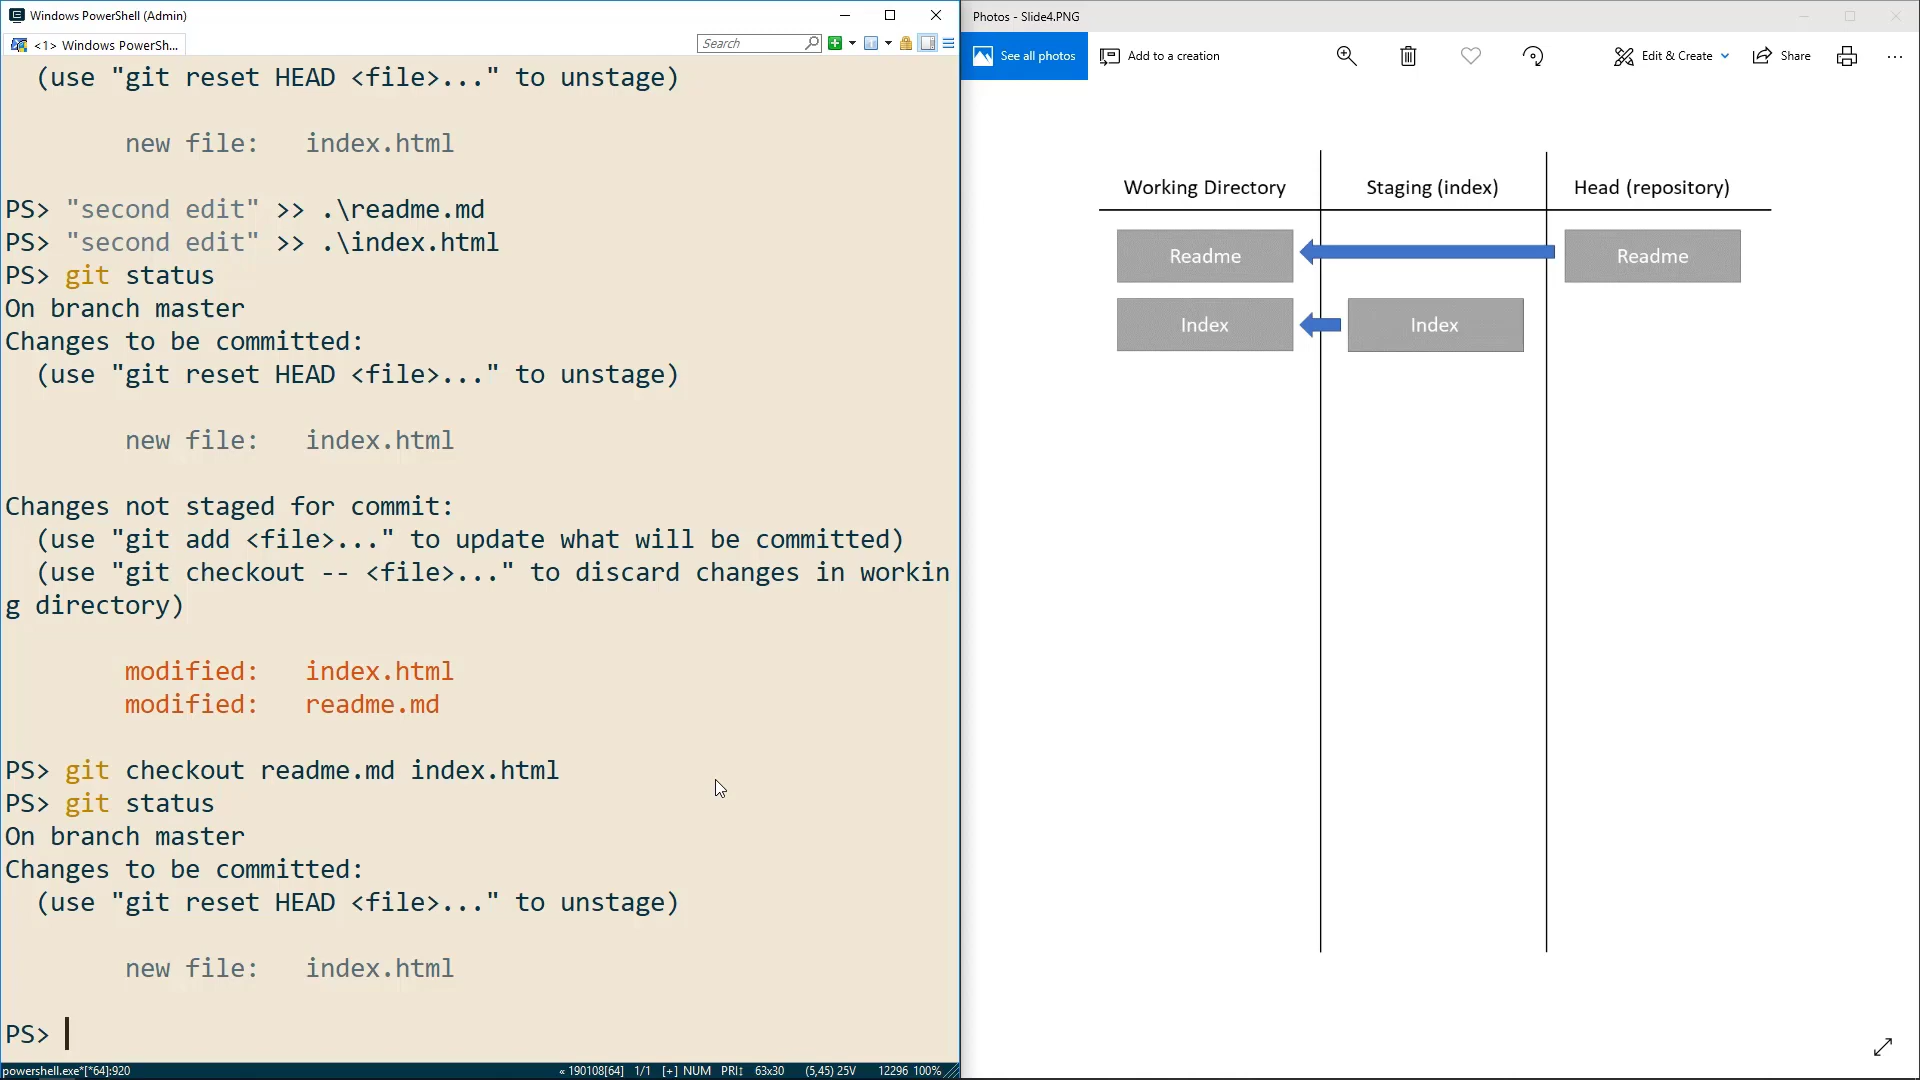 Windows PowerShell (Admin)
<1> Windows PowerSh...
Search
(use "git reset HEAD <file>..." to unstage)
new file:   index.html
PS> "second edit" >> .\readme.md
PS> "second edit" >> .\index.html
PS> git status
On branch master
Changes to be committed:
(use "git reset HEAD <file>..." to unstage)
new file:   index.html
Changes not staged for commit:
(use "git add <file>..." to update what will be committed)
(use "git checkout -- <file>..." to discard changes in workin
g directory)
modified:   index.html
modified:   readme.md
PS> git checkout readme.md index.html
PS> git status
On branch master
Changes to be committed:
(use "git reset HEAD <file>..." to unstage)
new file:   index.html
PS>
powershell.exe*[*64]:920
« 190108[64] 1/1 [+] NUM PRI↕ 63x30 (5,45) 25V 12296 100%
Photos - Slide4.PNG
See all photos
Add to a creation
Edit & Create
Share
Working Directory
Staging (index)
Head (repository)
Readme
Readme
Index
Index